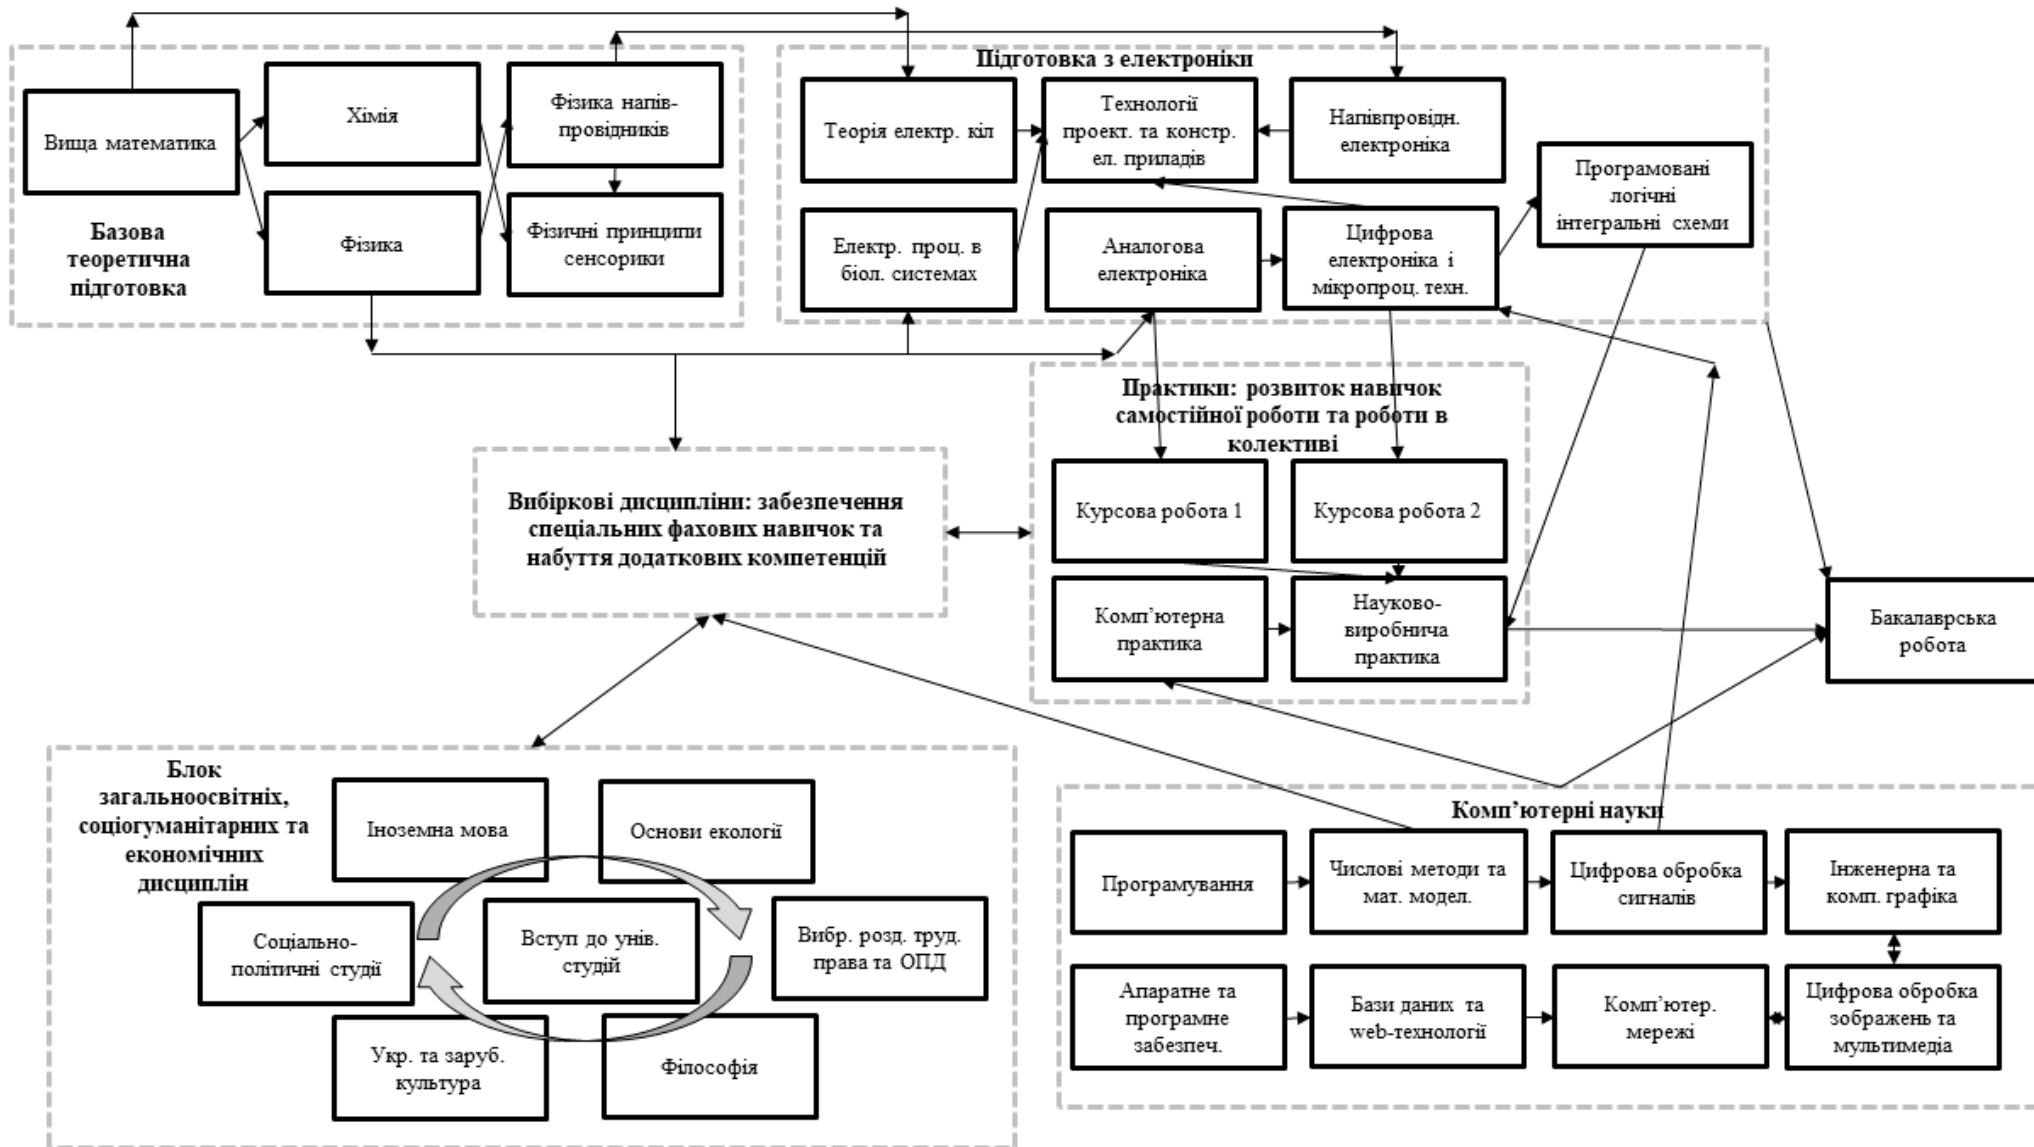 Вища математика
Хімія
Фізика
Фізика напів-
провідників
Фізичні принципи
сенсорики
Базова
теоретична
підготовка
Підготовка з електроніки
Теорія електр. кіл
Технології
проект. та констр.
ел. приладів
Напівпровідн.
електроніка
Програмовані
логічні
інтегральні схеми
Електр. проц. в
біол. системах
Аналогова
електроніка
Цифрова
електроніка і
мікропроц. техн.
Практики: розвиток навичок
самостійної роботи та роботи в
колективі
Курсова робота 1
Курсова робота 2
Комп’ютерна
практика
Науково-
виробнича
практика
Вибіркові дисципліни: забезпечення
спеціальних фахових навичок та
набуття додаткових компетенцій
Бакалаврська
робота
Блок
загальноосвітніх,
соціогуманітарних та
економічних
дисциплін
Іноземна мова
Основи екології
Соціально-
політичні студії
Вступ до унів.
студій
Вибр. розд. труд.
права та ОПД
Укр. та заруб.
культура
Філософія
Комп’ютерні науки
Програмування
Числові методи та
мат. модел.
Цифрова обробка
сигналів
Інженерна та
комп. графіка
Апаратне та
програмне
забезпеч.
Бази даних та
web-технології
Комп’ютер.
мережі
Цифрова обробка
зображень та
мультимедіа